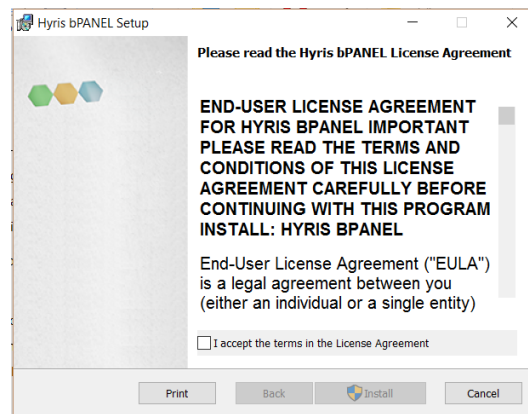 Hyris bPANEL Setup
Please read the Hyris bPANEL License Agreement
END-USER LICENSE AGREEMENT
FOR HYRIS BPANEL IMPORTANT
PLEASE READ THE TERMS AND
CONDITIONS OF THIS LICENSE
AGREEMENT CAREFULLY BEFORE
CONTINUING WITH THIS PROGRAM
INSTALL: HYRIS BPANEL
End-User License Agreement ("EULA")
is a legal agreement between you
(either an individual or a single entity)
I accept the terms in the License Agreement
Print Back Install Cancel